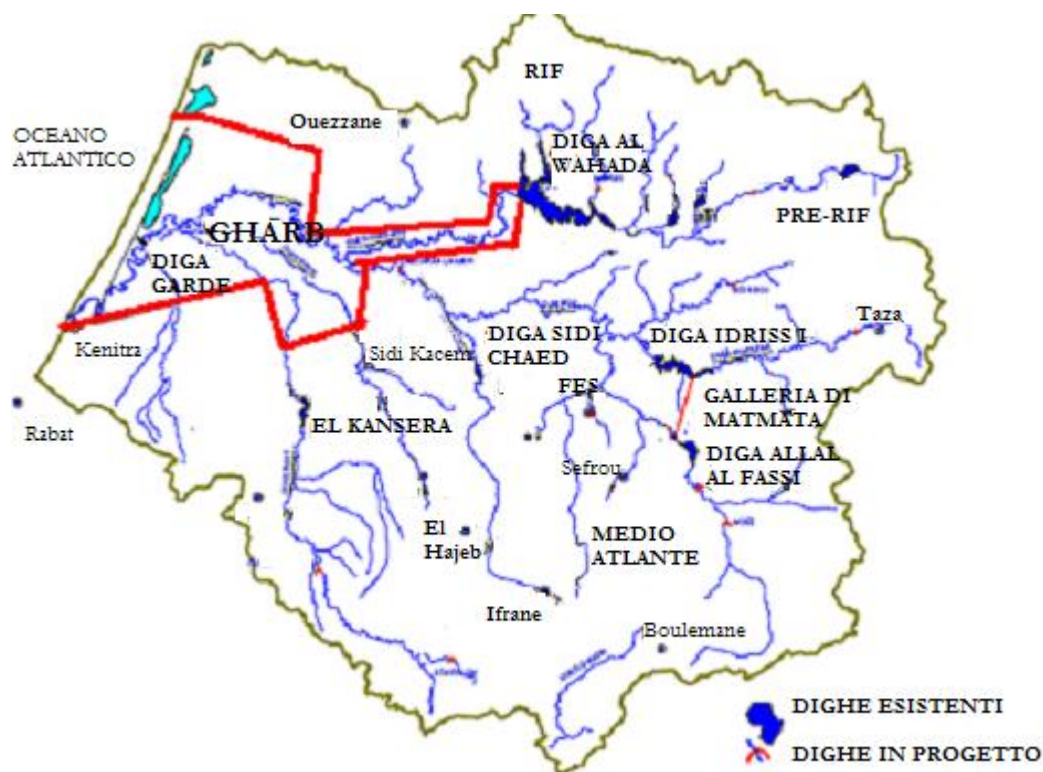 RIF
OCEANO
ATLANTICO
Ouezzane
DIGA AL
WAHADA
PRE-RIF
GHĀRB
DIGA
GARDE
Kenitra
Taza
DIGA SIDI
CHAED
DIGA IDRISS I
Sidi Kacem
FES
GALLERIA DI
MATMATA
Rabat
EL KANSERA
DIGA ALLAL
AL FASSI
Sefrou
El
Hajeb
MEDIO
ATLANTE
Ifrane
Boulemane
DIGHE ESISTENTI
DIGHE IN PROGETTO